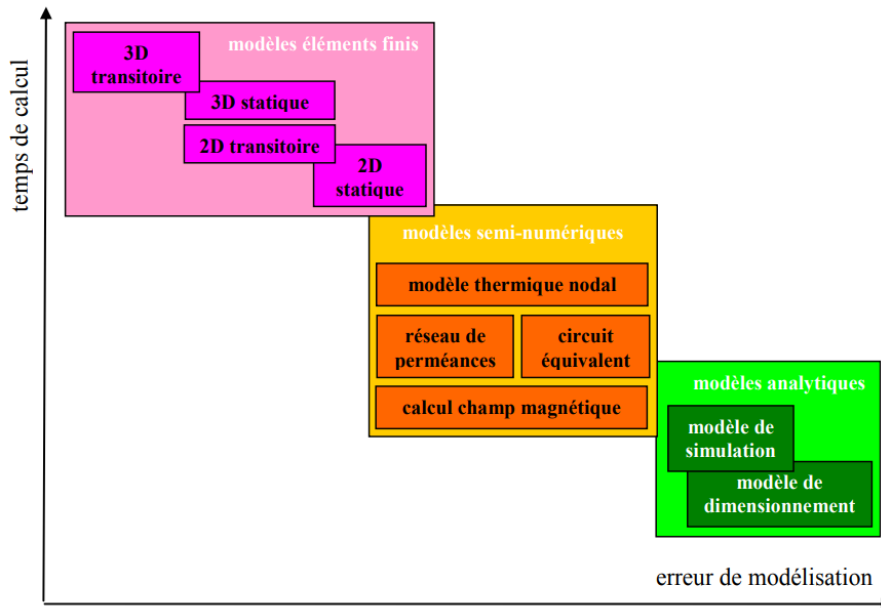 temps de calcul
modèles éléments finis
3D
transitoire
3D statique
2D transitoire
2D
statique
modèles semi-numériques
modèle thermique nodal
réseau de
perméances
circuit
équivalent
calcul champ magnétique
modèles analytiques
modèle de
simulation
modèle de
dimensionnement
erreur de modélisation